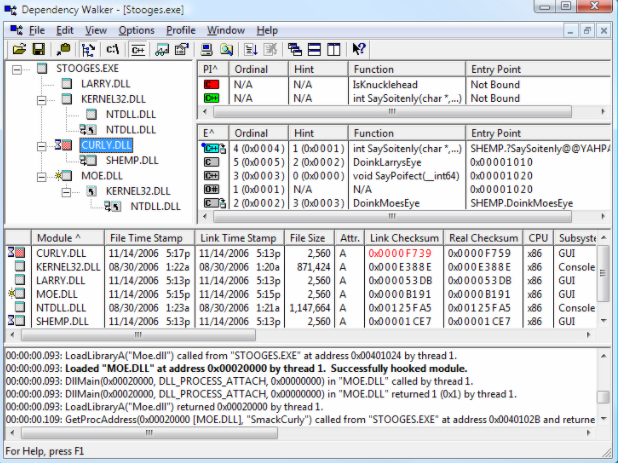 Dependency Walker - [Stooges.exe]
File Edit View Options Profile Window Help
c:\ C++
STOOGES.EXE
LARRY.DLL
KERNEL32.DLL
NTDLL.DLL
NTDLL.DLL
CURLY.DLL
SHEMP.DLL
MOE.DLL
KERNEL32.DLL
NTDLL.DLL
PI^ Ordinal Hint Function Entry Point
C N/A N/A IsKnucklehead Not Bound
C++ N/A N/A int SaySoitenly(char *,...) Not Bound
E^ Ordinal Hint Function Entry Point
C++ 4 (0x0004) 1 (0x0001) int SaySoitenly(char *,...) SHEMP.?SaySoitenly@@YAHPA
C 5 (0x0005) 2 (0x0002) DoinkLarrysEye 0x00001010
C++ 3 (0x0003) 0 (0x0000) void SayPoifect(__int64) 0x00001020
O# 1 (0x0001) N/A N/A 0x00001000
C 2 (0x0002) 3 (0x0003) DoinkMoesEye SHEMP.DoinkMoesEye
Module ^ File Time Stamp Link Time Stamp File Size Attr. Link Checksum Real Checksum CPU Subsyste
CURLY.DLL 11/14/2006 5:17p 11/14/2006 5:13p 2,560 A 0x0000F739 0x0000F759 x86 GUI
KERNEL32.DLL 08/30/2006 1:22a 08/30/2006 1:20a 871,424 A 0x000E388E 0x000E388E x86 Console
LARRY.DLL 11/14/2006 5:13p 11/14/2006 5:13p 2,560 A 0x000053DB 0x000053DB x86 GUI
MOE.DLL 11/14/2006 5:15p 11/14/2006 5:15p 2,560 A 0x0000B191 0x0000B191 x86 GUI
NTDLL.DLL 08/30/2006 1:23a 08/30/2006 1:21a 1,147,664 A 0x00125FA5 0x00125FA5 x86 Console
SHEMP.DLL 11/14/2006 5:13p 11/14/2006 5:13p 2,560 A 0x00001CE7 0x00001CE7 x86 GUI
00:00:00.093: LoadLibraryA("Moe.dll") called from "STOOGES.EXE" at address 0x00401024 by thread 1.
00:00:00.093: Loaded "MOE.DLL" at address 0x00020000 by thread 1. Successfully hooked module.
00:00:00.093: DllMain(0x00020000, DLL_PROCESS_ATTACH, 0x00000000) in "MOE.DLL" called by thread 1.
00:00:00.093: DllMain(0x00020000, DLL_PROCESS_ATTACH, 0x00000000) in "MOE.DLL" returned 1 (0x1) by thread 1.
00:00:00.093: LoadLibraryA("Moe.dll") returned 0x00020000 by thread 1.
00:00:00.109: GetProcAddress(0x00020000 [MOE.DLL], "SmackCurly") called from "STOOGES.EXE" at address 0x0040102B and returne
For Help, press F1